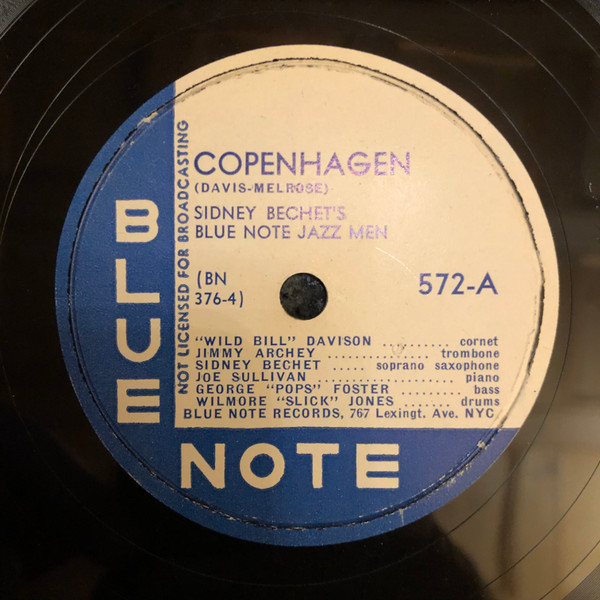 COPENHAGEN
(DAVIS-MELROSE)
SIDNEY BECHET'S
BLUE NOTE JAZZ MEN
(BN
376-4)
572-A
NOT LICENSED FOR BROADCASTING
"WILD BILL" DAVISON .......... cornet
JIMMY ARCHEY ............... trombone
SIDNEY BECHET ..... soprano saxophone
JOE SULLIVAN ..................... piano
GEORGE "POPS" FOSTER ......... bass
WILMORE "SLICK" JONES ....... drums
BLUE NOTE RECORDS, 767 Lexingt. Ave. NYC
BLUE
NOTE